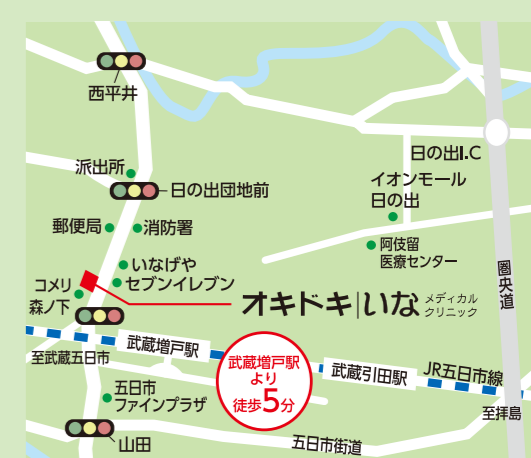 西平井
日の出I.C
派出所
イオンモール
日の出
日の出団地前
郵便局
消防署
阿伎留
医療センター
いなげや
セブンイレブン
コメリ
森ノ下
オキドキ|いな
メディカル
クリニック
圏央道
武蔵増戸駅
至武蔵五日市
武蔵増戸駅
より
徒歩5分
武蔵引田駅
JR五日市線
至拝島
五日市
ファインプラザ
山田
五日市街道